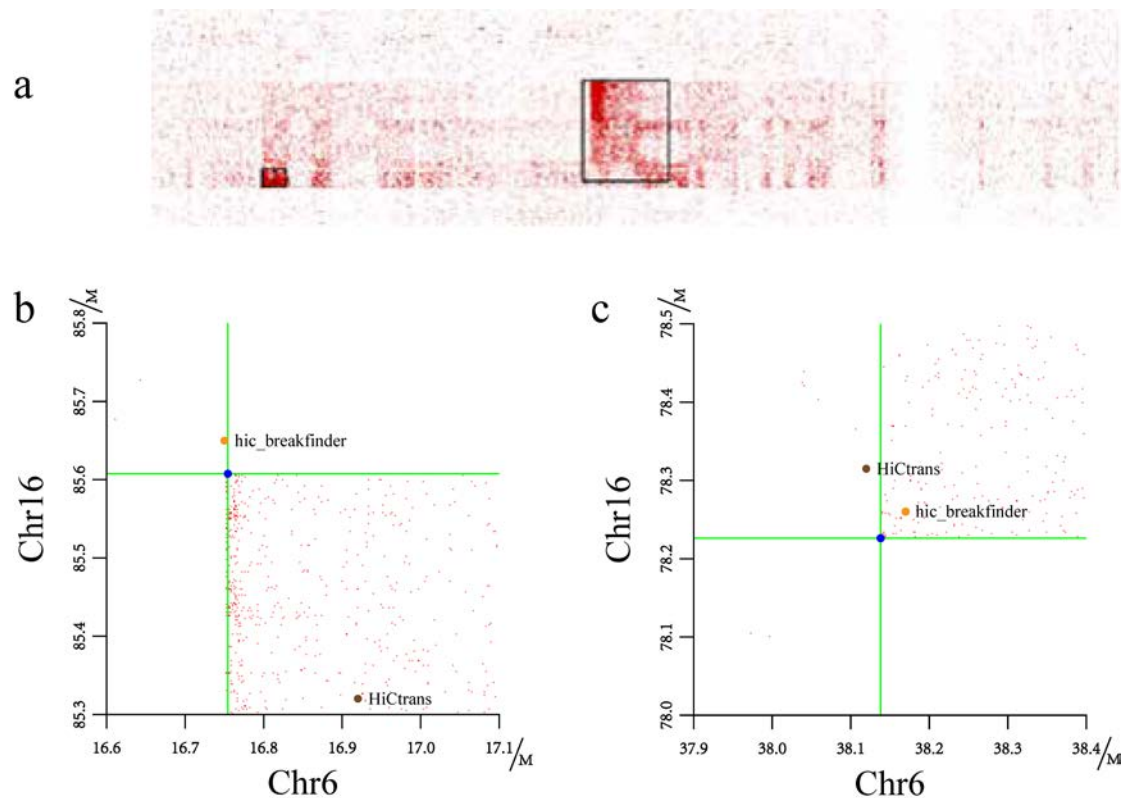 a
b
/M
85.8
85.7
85.6
85.5
85.4
85.3
Chr16
hic_breakfinder
HiCtrans
16.6 16.7 16.8 16.9 17.0 17.1 /M
Chr6
c
/M
78.5
78.4
78.3
78.2
78.1
78.0
Chr16
HiCtrans
hic_breakfinder
37.9 38.0 38.1 38.2 38.3 38.4 /M
Chr6